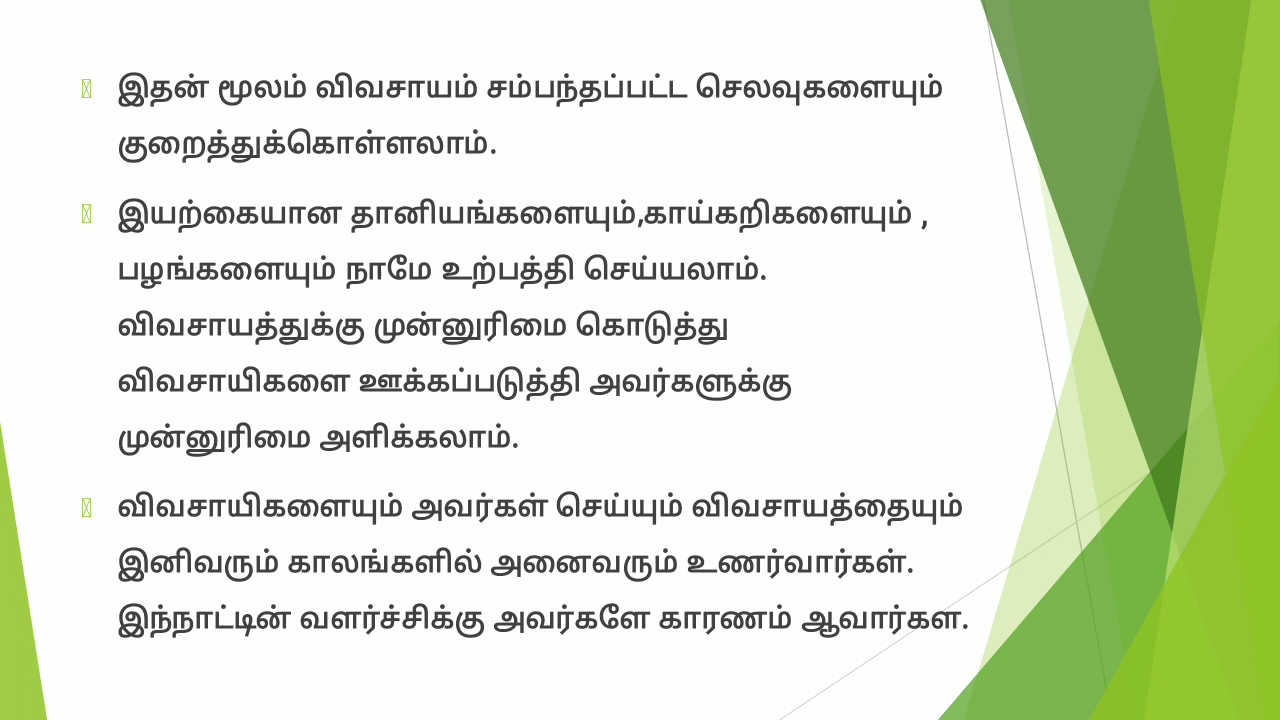 இதன் மூலம் விவசாயம் சம்பந்தப்பட்ட செலவுகளையும்
குறைத்துக்கொள்ளலாம்.
இயற்கையான தானியங்களையும்,காய்கறிகளையும் ,
பழங்களையும் நாமே உற்பத்தி செய்யலாம்.
விவசாயத்துக்கு முன்னுரிமை கொடுத்து
விவசாயிகளை ஊக்கப்படுத்தி அவர்களுக்கு
முன்னுரிமை அளிக்கலாம்.
விவசாயிகளையும் அவர்கள் செய்யும் விவசாயத்தையும்
இனிவரும் காலங்களில் அனைவரும் உணர்வார்கள்.
இந்நாட்டின் வளர்ச்சிக்கு அவர்களே காரணம் ஆவார்கள.